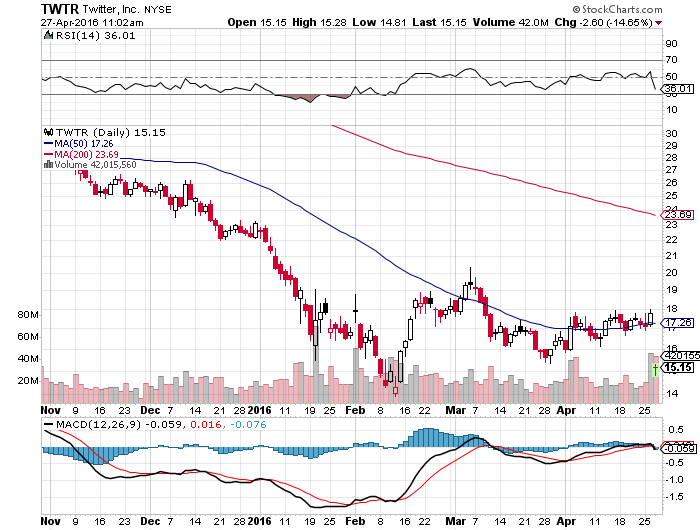 TWTR Twitter, Inc. NYSE
© StockCharts.com
27-Apr-2016 11:02am
Open 15.15 High 15.28 Low 14.81 Last 15.15 Volume 42.0M Chg -2.60 (-14.65%)
RSI(14) 36.01
90
70
50
36.01
30
10
TWTR (Daily) 15.15
MA(50) 17.26
MA(200) 23.69
Volume 42,015,560
30
29
28
27
26
25
24
23.69
23
22
21
20
19
18
17.26
16
15.15
14
80M
60M
40M
20M
420155
Nov 9 16 23 Dec 7 14 21 28 2016 11 19 25 Feb 8 16 22 Mar 7 14 21 28 Apr 11 18 25
MACD(12,26,9) -0.059, 0.016, -0.076
0.5
-0.059
-0.5
-1.0
-1.5
Nov 9 16 23 Dec 7 14 21 28 2016 11 19 25 Feb 8 16 22 Mar 7 14 21 28 Apr 11 18 25